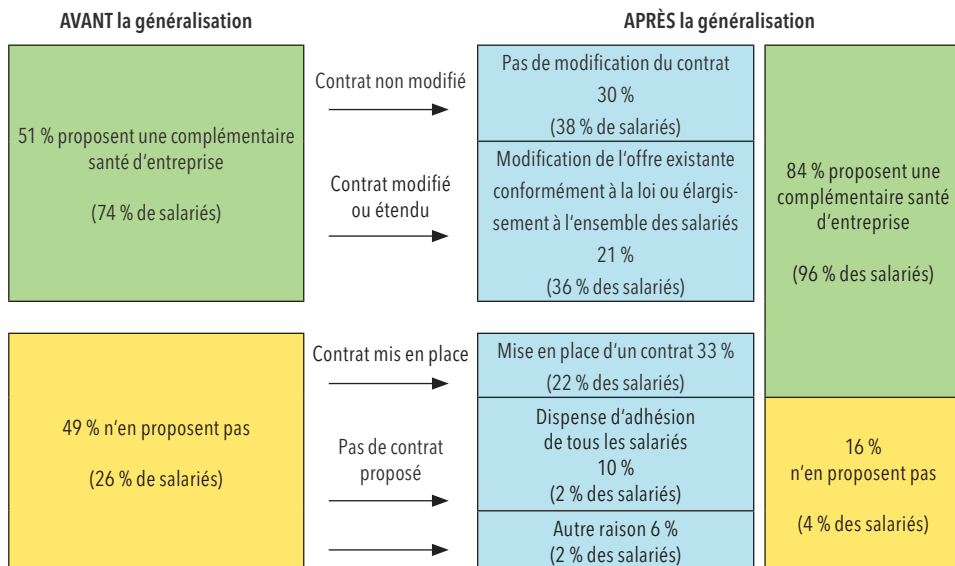 AVANT la généralisation
APRÈS la généralisation
51 % proposent une complémentaire
santé d'entreprise
(74 % de salariés)
Contrat non modifié
Contrat modifié
ou étendu
Pas de modification du contrat
30 %
(38 % de salariés)
Modification de l'offre existante
conformément à la loi ou élargis-
sement à l'ensemble des salariés
21 %
(36 % des salariés)
84 % proposent une
complémentaire santé
d'entreprise
(96 % des salariés)
49 % n'en proposent pas
(26 % de salariés)
Contrat mis en place
Pas de contrat
proposé
Mise en place d'un contrat 33 %
(22 % des salariés)
Dispense d'adhésion
de tous les salariés
10 %
(2 % des salariés)
Autre raison 6 %
(2 % des salariés)
16 %
n'en proposent pas
(4 % des salariés)